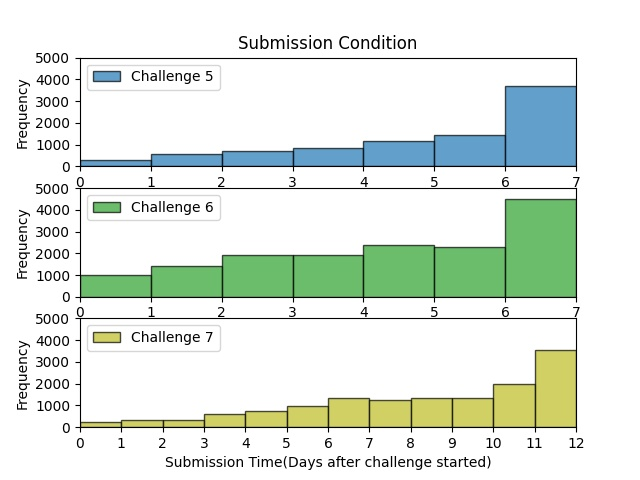 Submission Condition
5000
4000
3000
2000
1000
0
Frequency
Challenge 5
0 1 2 3 4 5 6 7
5000
4000
3000
2000
1000
0
Frequency
Challenge 6
0 1 2 3 4 5 6 7
5000
4000
3000
2000
1000
0
Frequency
Challenge 7
0 1 2 3 4 5 6 7 8 9 10 11 12
Submission Time(Days after challenge started)